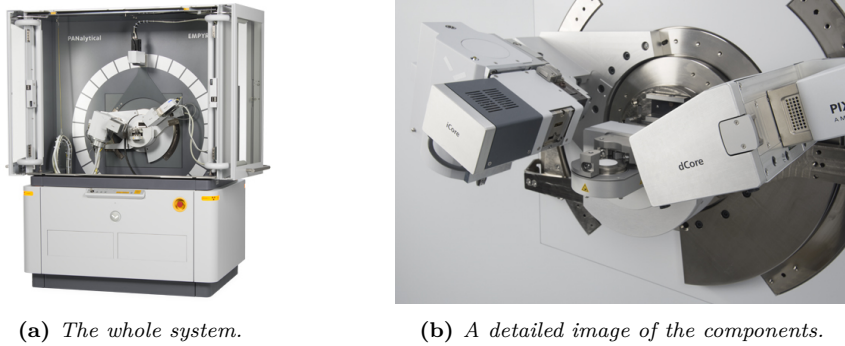 PANalytical EMPYR
iCore
dCore
PIX
(a) The whole system.
(b) A detailed image of the components.